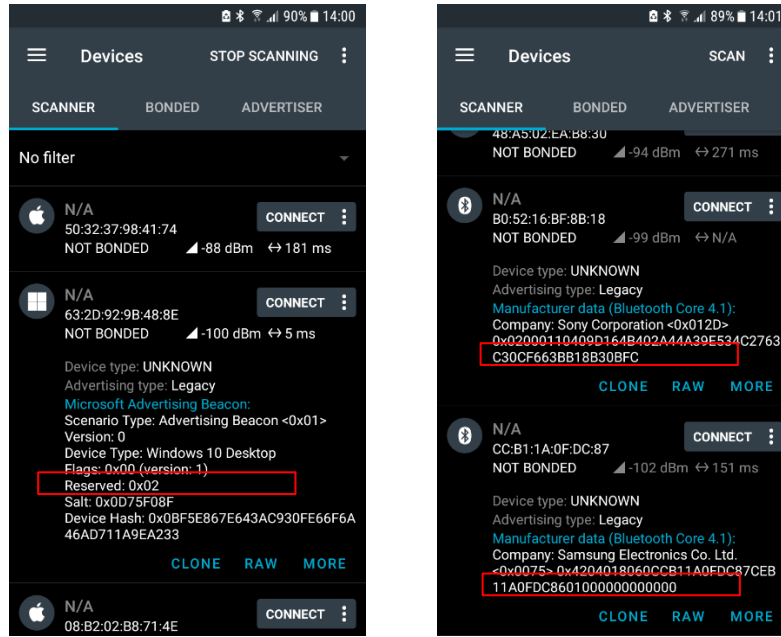 90% 14:00
Devices STOP SCANNING
SCANNER BONDED ADVERTISER
No filter
N/A
50:32:37:98:41:74 CONNECT
NOT BONDED -88 dBm 181 ms
N/A
63:2D:92:9B:48:8E CONNECT
NOT BONDED -100 dBm 5 ms
Device type: UNKNOWN
Advertising type: Legacy
Microsoft Advertising Beacon:
Scenario Type: Advertising Beacon <0x01>
Version: 0
Device Type: Windows 10 Desktop
Flags: 0x00 (version: 1)
Reserved: 0x02
Salt: 0x0D75F08F
Device Hash: 0x0BF5E867E643AC930FE66F6A
46AD711A9EA233
CLONE RAW MORE
N/A
08:B2:02:B8:71:4E CONNECT
89% 14:01
Devices SCAN
SCANNER BONDED ADVERTISER
48:A5:02:EA:B8:30
NOT BONDED -94 dBm 271 ms
N/A
B0:52:16:BF:8B:18 CONNECT
NOT BONDED -99 dBm N/A
Device type: UNKNOWN
Advertising type: Legacy
Manufacturer data (Bluetooth Core 4.1):
Company: Sony Corporation <0x012D>
0x02000110409D164B402A44A39E534C2763
C30CF663BB18B30BFC
CLONE RAW MORE
N/A
CC:B1:1A:0F:DC:87 CONNECT
NOT BONDED -102 dBm 151 ms
Device type: UNKNOWN
Advertising type: Legacy
Manufacturer data (Bluetooth Core 4.1):
Company: Samsung Electronics Co. Ltd.
<0x0075> 0x4204018060CCB11A0FDC87CEB
11A0FDC8601000000000000
CLONE RAW MORE